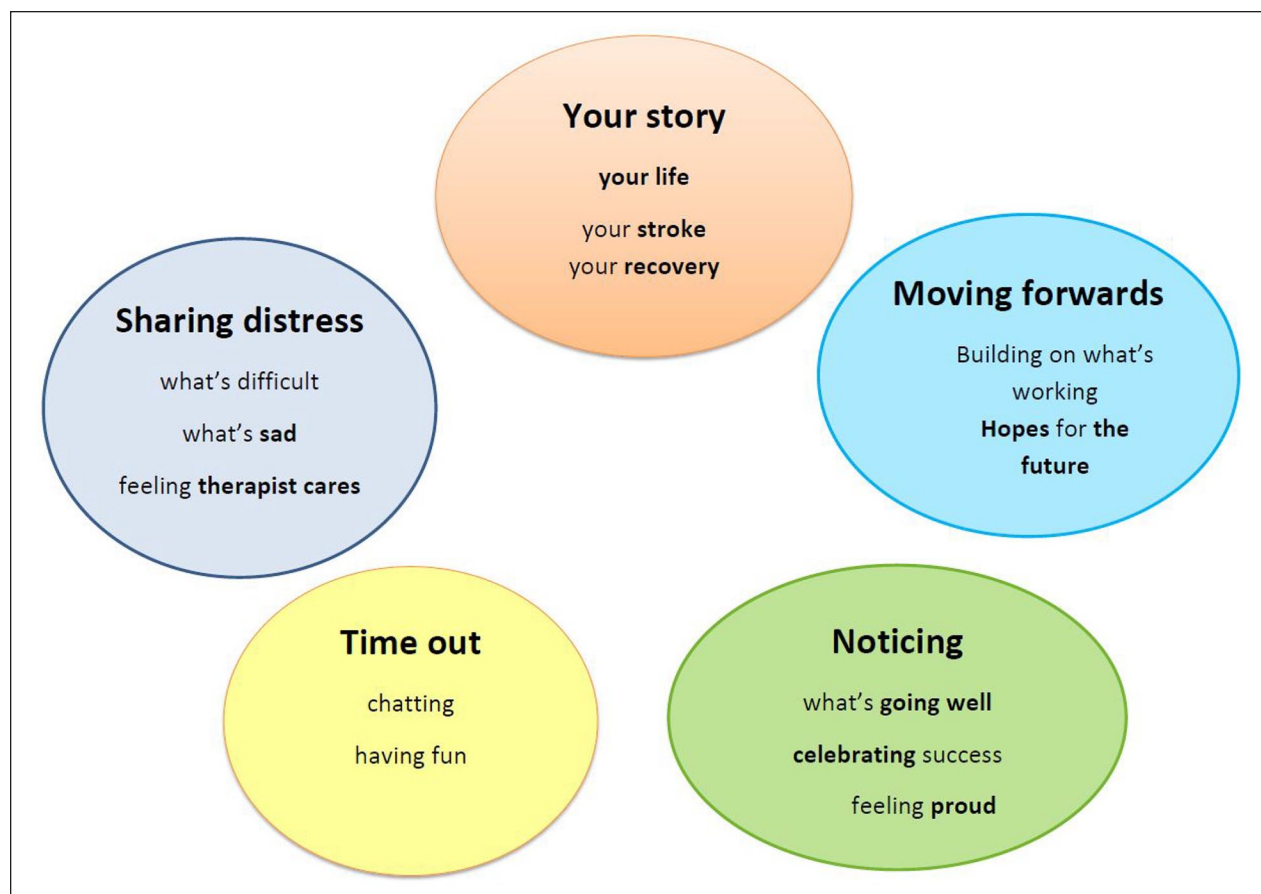 Your story
your life
your stroke
your recovery
Moving forwards
Building on what's
working
Hopes for the
future
Sharing distress
what's difficult
what's sad
feeling therapist cares
Time out
chatting
having fun
Noticing
what's going well
celebrating success
feeling proud